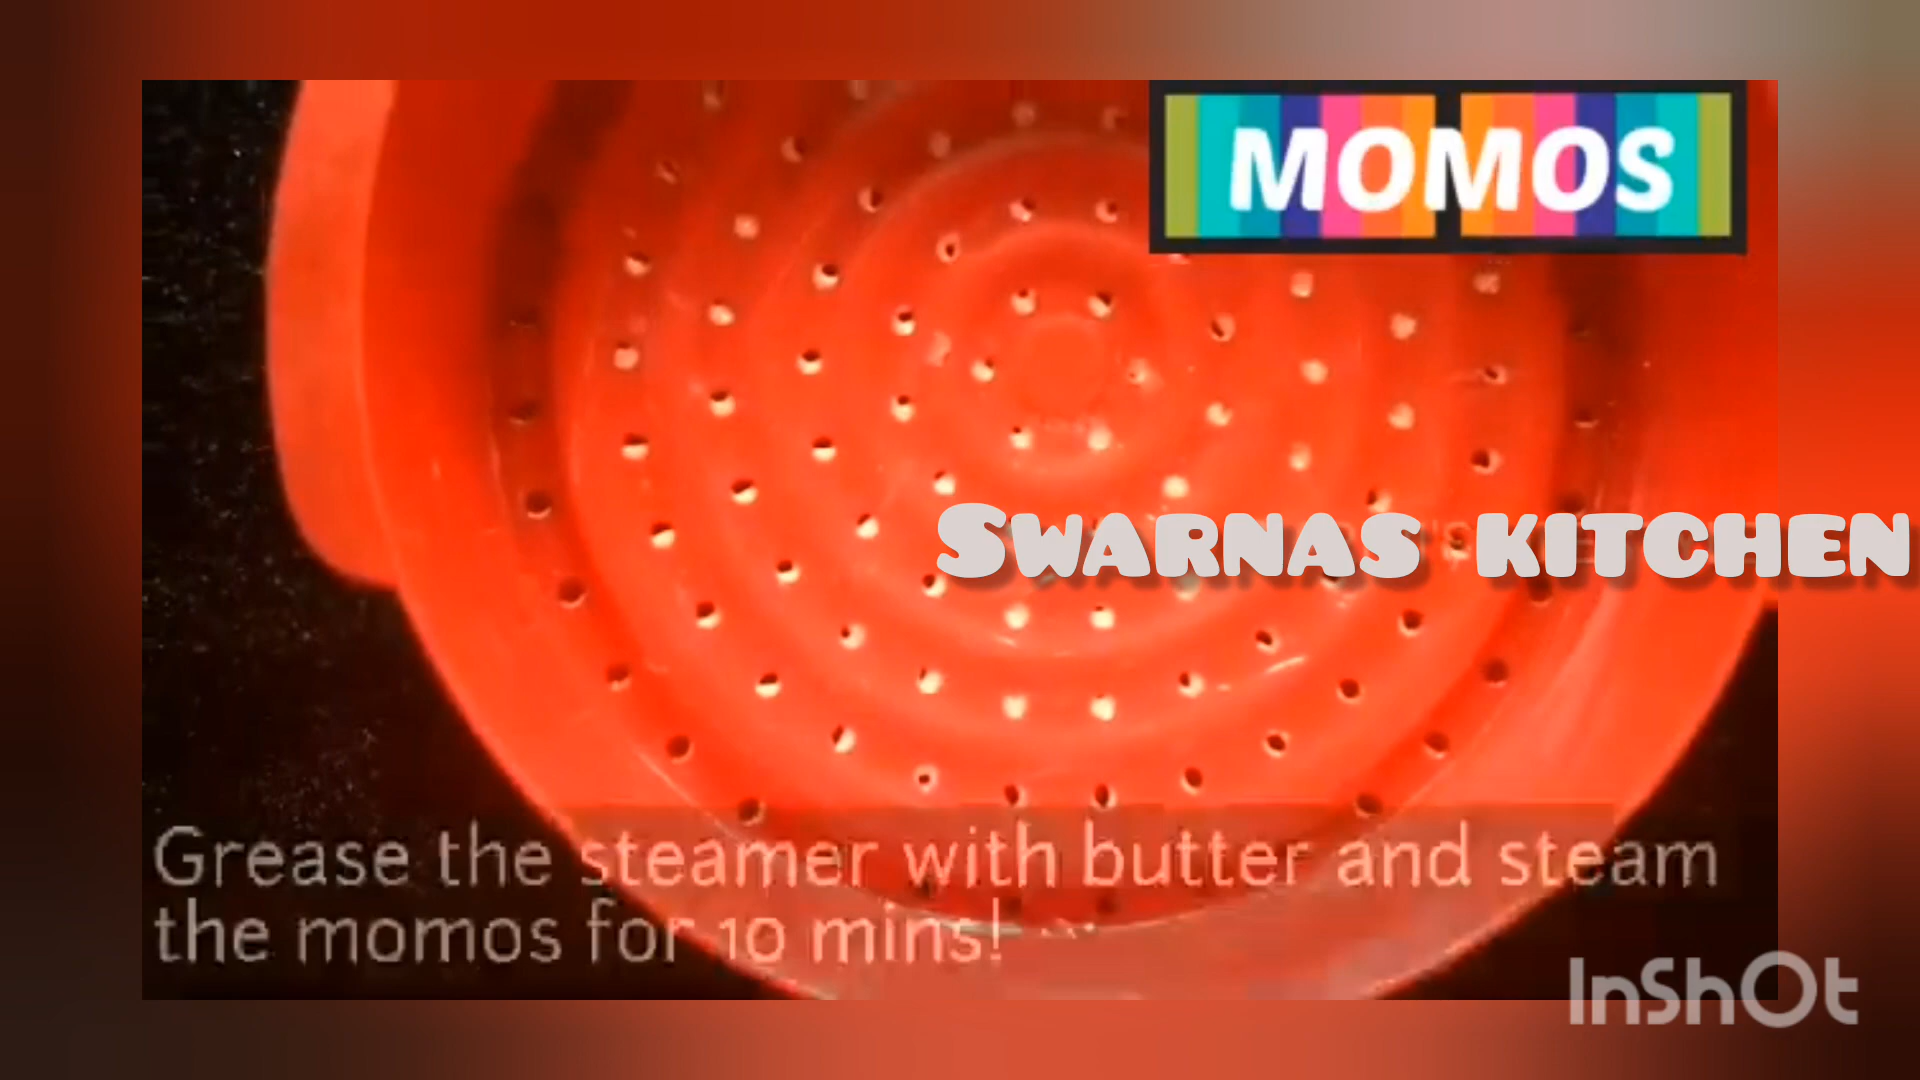 MOMOS
SWARNAS KITCHEN
Grease the steamer with butter and steam
the momos for 10 mins!
InShOt